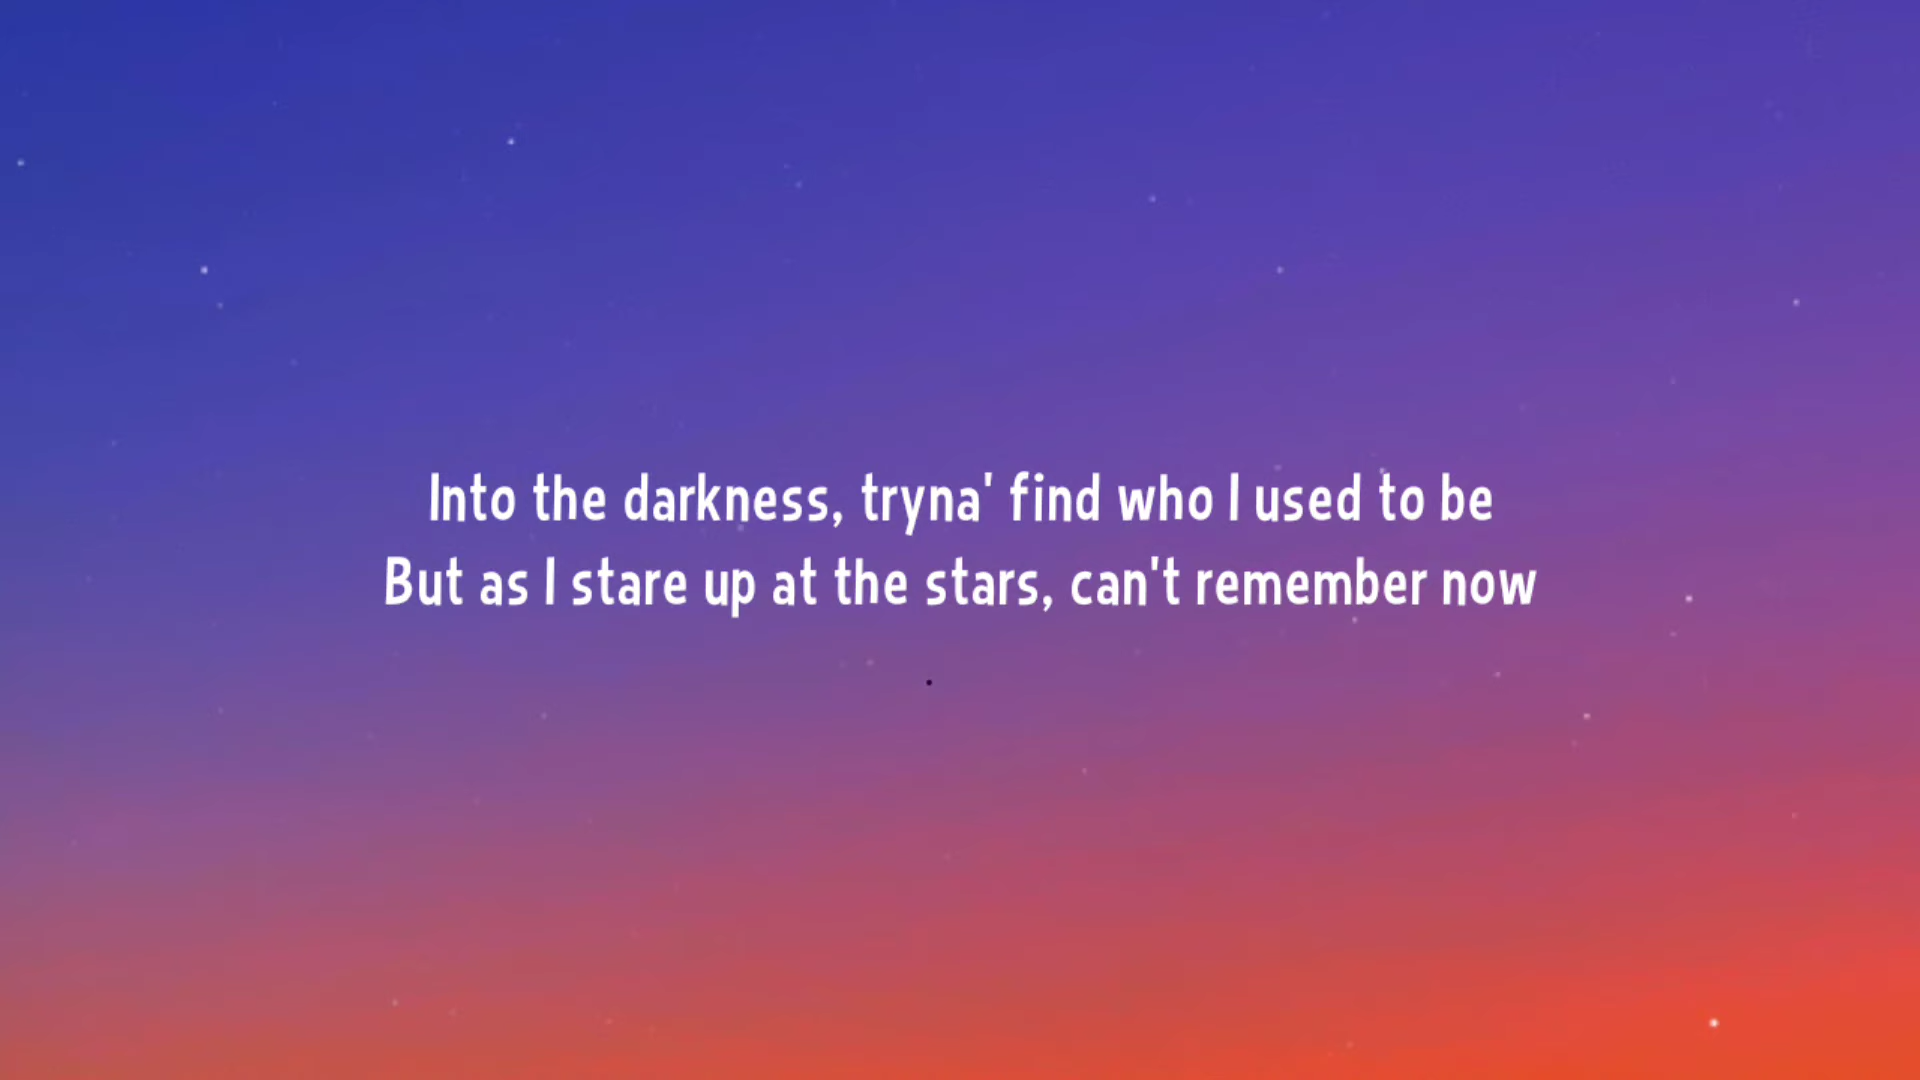 Into the darkness, tryna' find who I used to be
But as I stare up at the stars, can't remember now